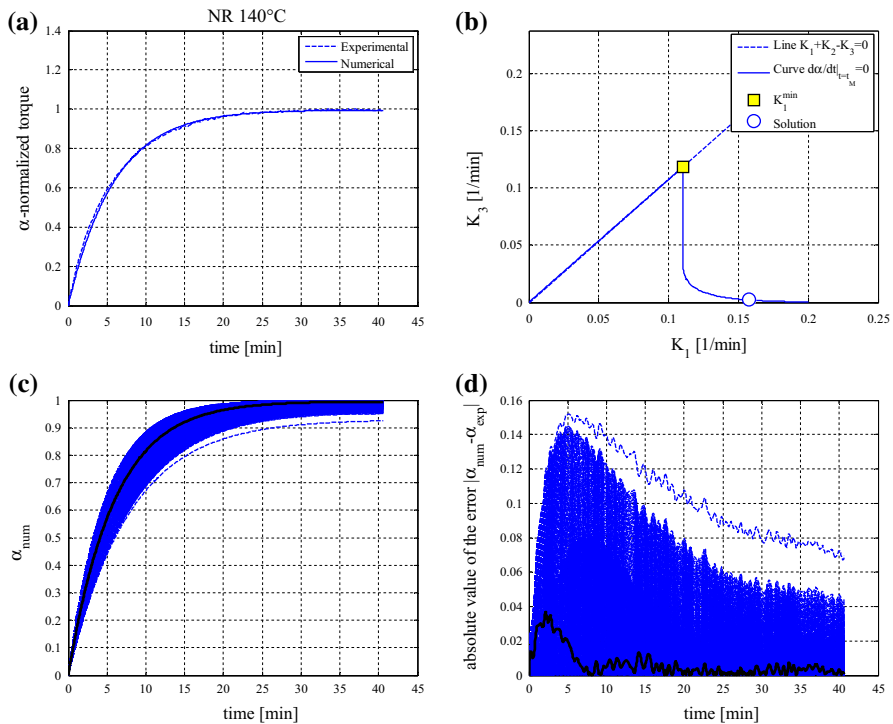 (a)
NR 140°C
Experimental
Numerical
α-normalized torque
1.4
1.2
1
0.8
0.6
0.4
0.2
0
0 5 10 15 20 25 30 35 40 45
time [min]
(b)
Line K₁+K₂-K₃=0
Curve dα/dt|ₜ₌ₜ_M=0
K₁^min
Solution
K₃ [1/min]
0.2
0.15
0.1
0.05
0
0 0.05 0.1 0.15 0.2 0.25
K₁ [1/min]
(c)
α_num
1
0.9
0.8
0.7
0.6
0.5
0.4
0.3
0.2
0.1
0
0 5 10 15 20 25 30 35 40 45
time [min]
(d)
absolute value of the error |α_num-α_exp|
0.16
0.14
0.12
0.1
0.08
0.06
0.04
0.02
0
0 5 10 15 20 25 30 35 40 45
time [min]